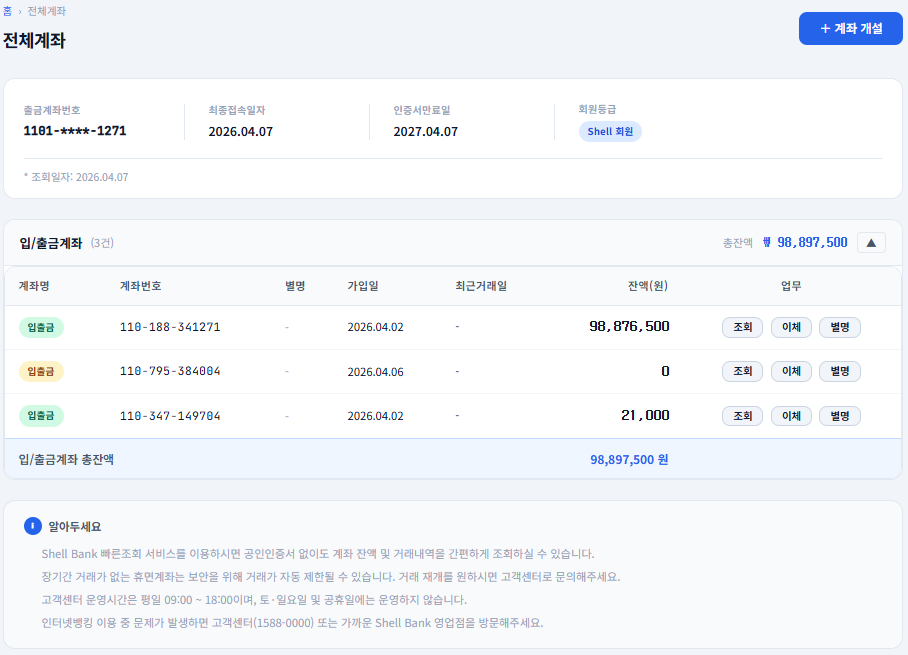 홈 › 전체계좌
전체계좌
+ 계좌 개설
출금계좌번호 최종접속일자 인증서만료일 회원등급
1101-****-1271 2026.04.07 2027.04.07 Shell 회원
* 조회일자: 2026.04.07
입/출금계좌 (3건) 총잔액 ₩ 98,897,500 ▲
계좌명 계좌번호 별명 가입일 최근거래일 잔액(원) 업무
입출금 110-188-341271 - 2026.04.02 - 98,876,500 조회 이체 별명
입출금 110-795-384004 - 2026.04.06 - 0 조회 이체 별명
입출금 110-347-149704 - 2026.04.02 - 21,000 조회 이체 별명
입/출금계좌 총잔액 98,897,500 원
알아두세요
Shell Bank 빠른조회 서비스를 이용하시면 공인인증서 없이도 계좌 잔액 및 거래내역을 간편하게 조회하실 수 있습니다.
장기간 거래가 없는 휴면계좌는 보안을 위해 거래가 자동 제한될 수 있습니다. 거래 재개를 원하시면 고객센터로 문의해주세요.
고객센터 운영시간은 평일 09:00 ~ 18:00이며, 토·일요일 및 공휴일에는 운영하지 않습니다.
인터넷뱅킹 이용 중 문제가 발생하면 고객센터(1588-0000) 또는 가까운 Shell Bank 영업점을 방문해주세요.